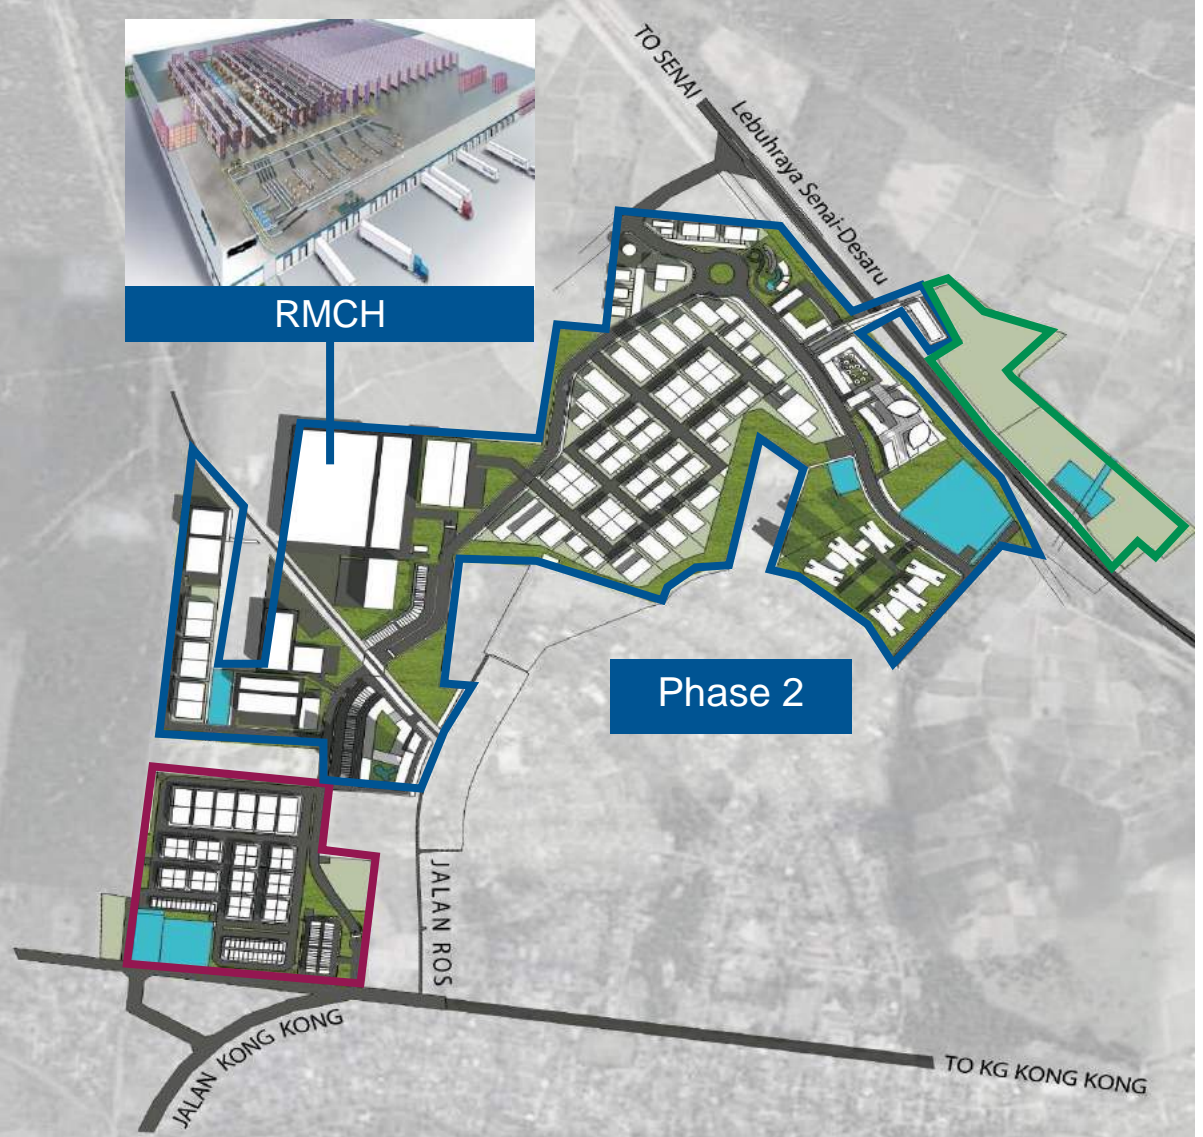 TO SENAI
Lebuhraya Senai-Desaru
RMCH
Phase 2
JALAN ROS
JALAN KONG KONG
TO KG KONG KONG